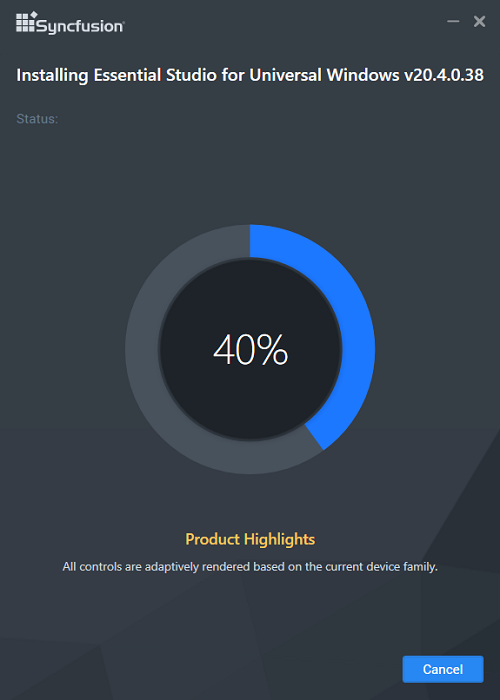 Syncfusion®
Installing Essential Studio for Universal Windows v20.4.0.38
Status:
40%
Product Highlights
All controls are adaptively rendered based on the current device family.
Cancel